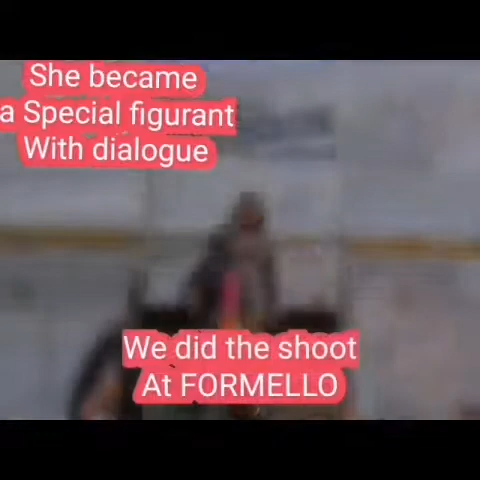 She became
a Special figurant
With dialogue
We did the shoot
At FORMELLO